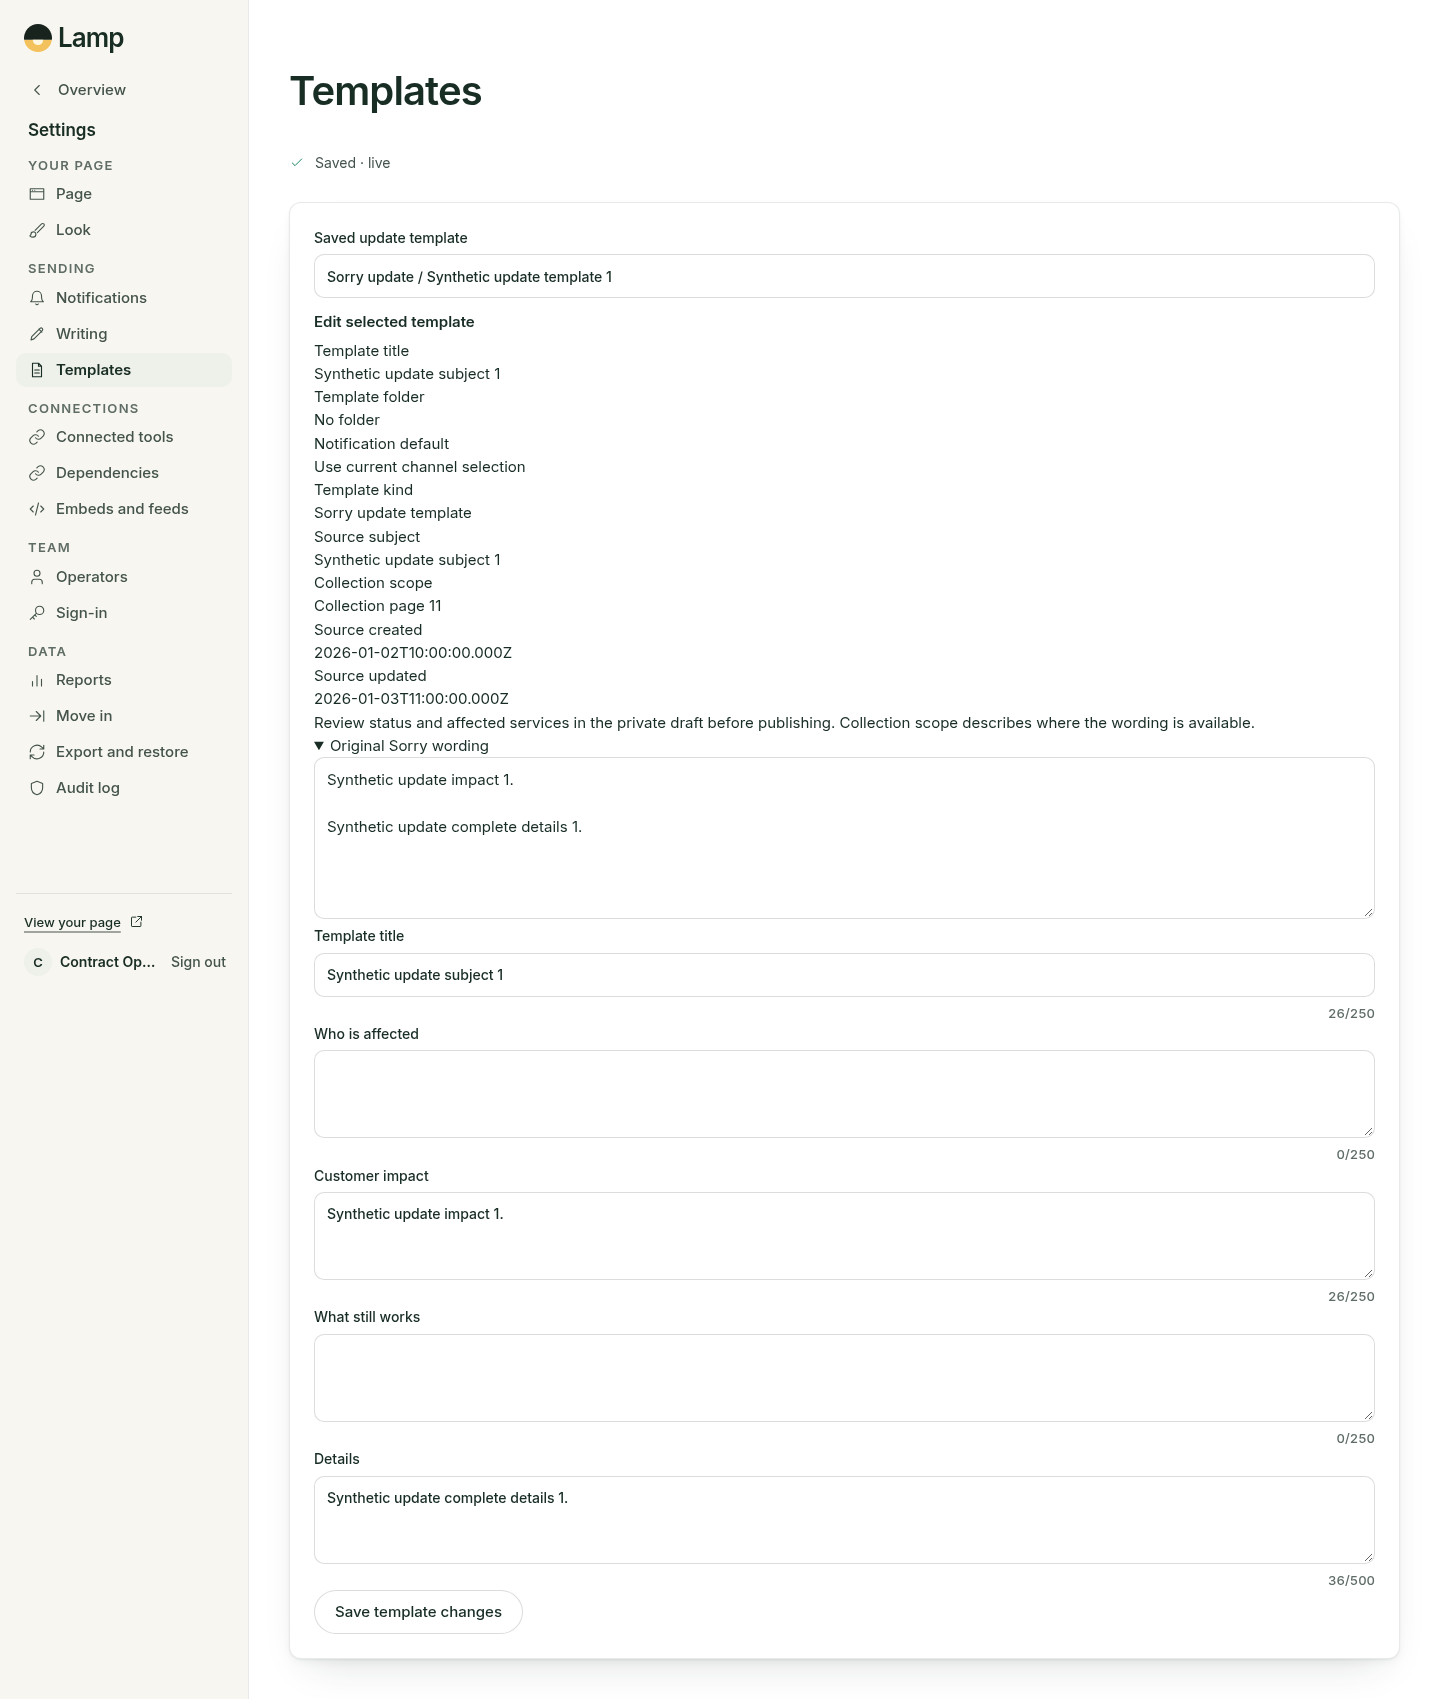 Lamp
Overview
Settings
YOUR PAGE
Page
Look
SENDING
Notifications
Writing
Templates
CONNECTIONS
Connected tools
Dependencies
Embeds and feeds
TEAM
Operators
Sign-in
DATA
Reports
Move in
Export and restore
Audit log
View your page
C Contract Op... Sign out
Templates
Saved · live
Saved update template
Sorry update / Synthetic update template 1
Edit selected template
Template title
Synthetic update subject 1
Template folder
No folder
Notification default
Use current channel selection
Template kind
Sorry update template
Source subject
Synthetic update subject 1
Collection scope
Collection page 11
Source created
2026-01-02T10:00:00.000Z
Source updated
2026-01-03T11:00:00.000Z
Review status and affected services in the private draft before publishing. Collection scope describes where the wording is available.
Original Sorry wording
Synthetic update impact 1.
Synthetic update complete details 1.
Template title
Synthetic update subject 1
26/250
Who is affected
0/250
Customer impact
Synthetic update impact 1.
26/250
What still works
0/250
Details
Synthetic update complete details 1.
36/500
Save template changes